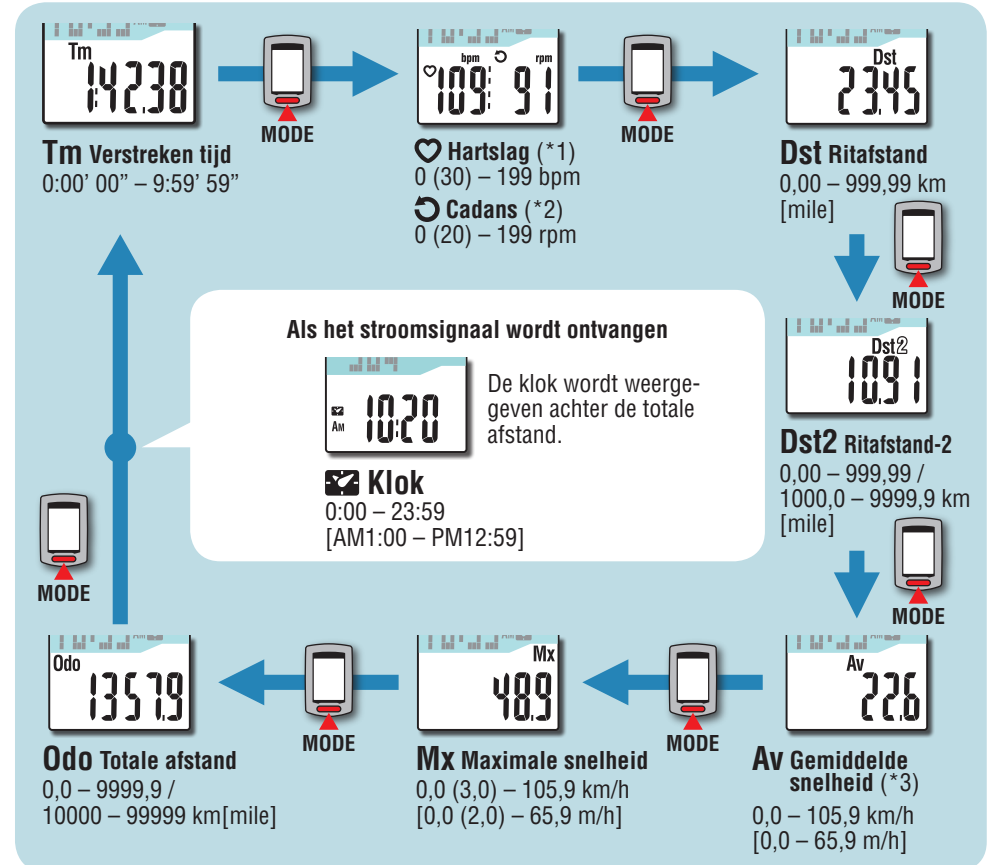 Tm
1:42.38
MODE
bpm rpm
109 91
MODE
Dst
23.45
Tm Verstreken tijd
0:00' 00” – 9:59' 59”
Hartslag (*1)
0 (30) – 199 bpm
Cadans (*2)
0 (20) – 199 rpm
Dst Ritafstand
0,00 – 999,99 km
[mile]
MODE
Dst2
10.91
Dst2 Ritafstand-2
0,00 – 999,99 /
1000,0 – 9999,9 km
[mile]
MODE
Als het stroomsignaal wordt ontvangen
AM
10:20
De klok wordt weerge-
geven achter de totale
afstand.
Klok
0:00 – 23:59
[AM1:00 – PM12:59]
MODE
Odo
1357.9
MODE
Mx
48.9
MODE
Av
22.6
Odo Totale afstand
0,0 – 9999,9 /
10000 – 99999 km[mile]
Mx Maximale snelheid
0,0 (3,0) – 105,9 km/h
[0,0 (2,0) – 65,9 m/h]
Av Gemiddelde
snelheid (*3)
0,0 – 105,9 km/h
[0,0 – 65,9 m/h]